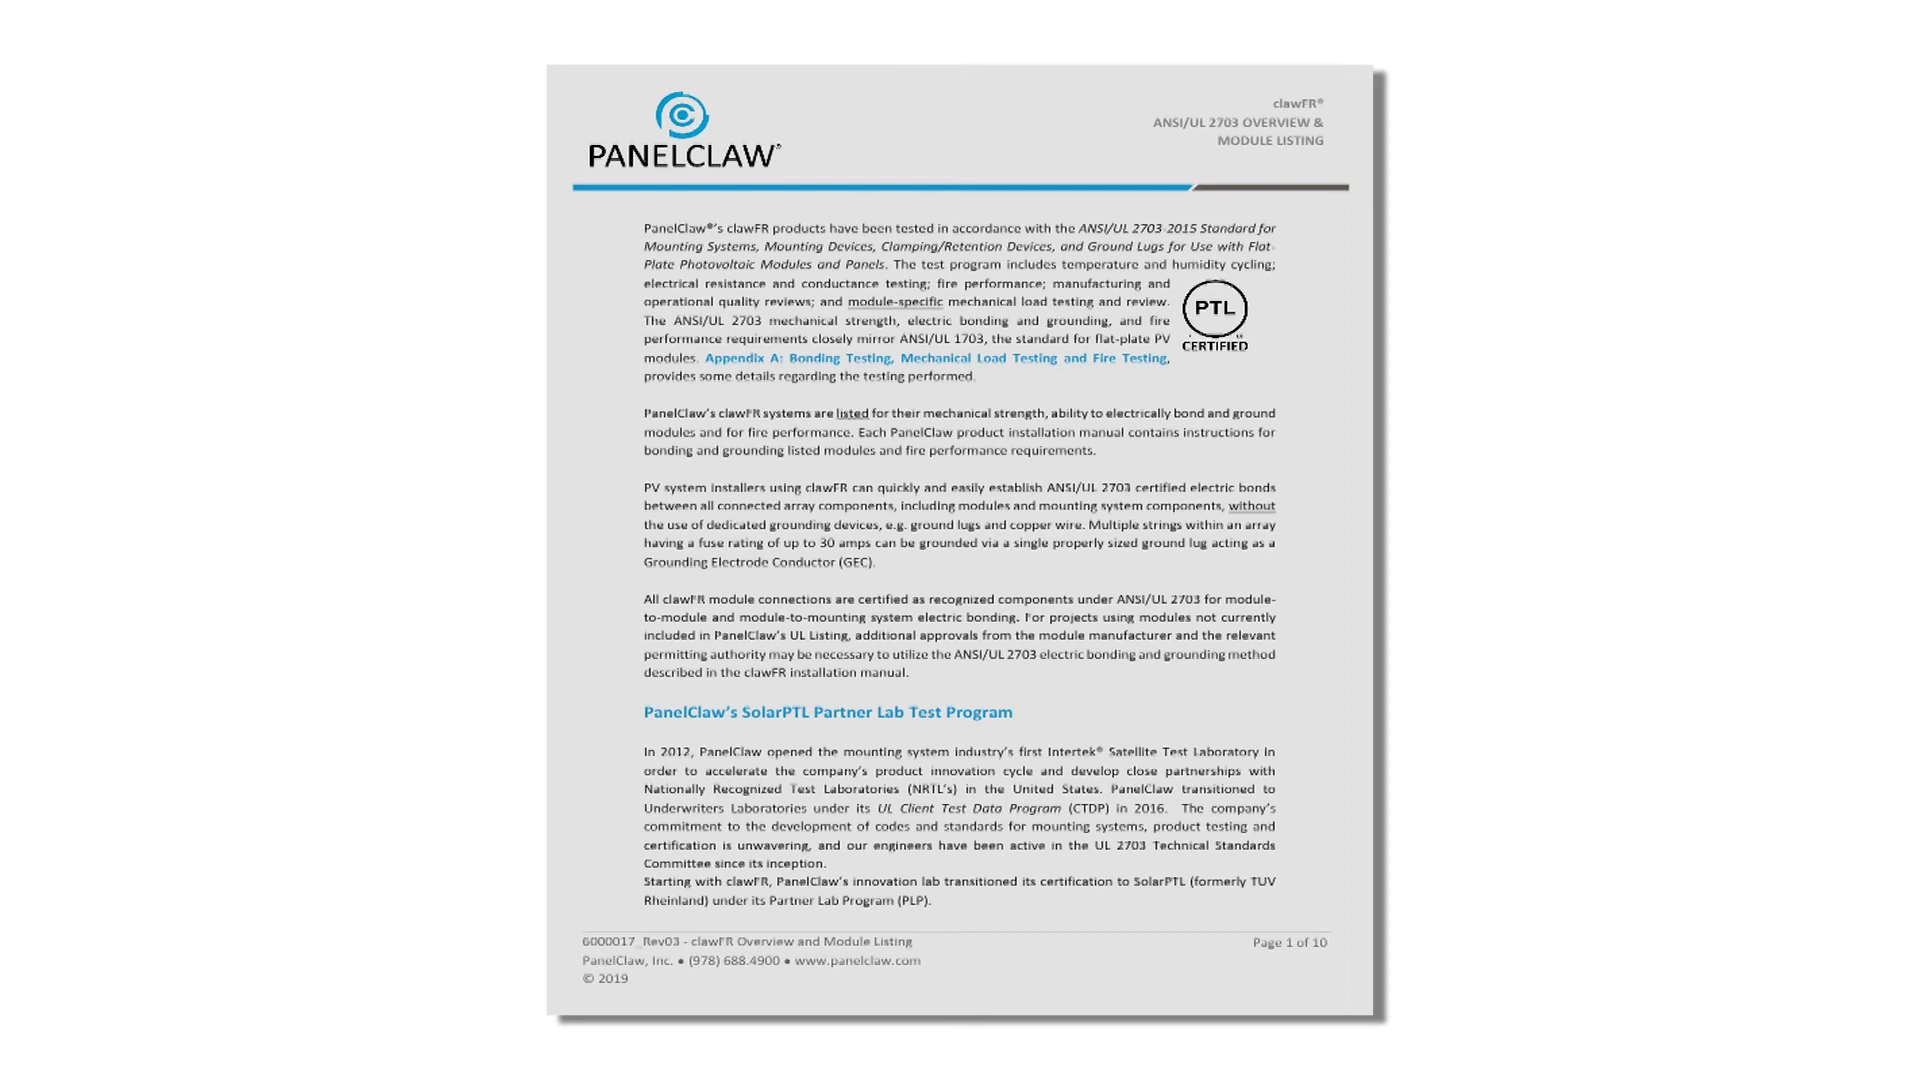 PANELCLAW®
clawFR®
ANSI/UL 2703 OVERVIEW &
MODULE LISTING
PanelClaw®'s clawFR products have been tested in accordance with the ANSI/UL 2703-2015 Standard for
Mounting Systems, Mounting Devices, Clamping/Retention Devices, and Ground Lugs for Use with Flat-
Plate Photovoltaic Modules and Panels. The test program includes temperature and humidity cycling;
electrical resistance and conductance testing; fire performance; manufacturing and
operational quality reviews; and module-specific mechanical load testing and review.
The ANSI/UL 2703 mechanical strength, electric bonding and grounding, and fire
performance requirements closely mirror ANSI/UL 1703, the standard for flat-plate PV
modules. Appendix A: Bonding Testing, Mechanical Load Testing and Fire Testing,
provides some details regarding the testing performed.
PTL
CERTIFIED
PanelClaw's clawFR systems are listed for their mechanical strength, ability to electrically bond and ground
modules and for fire performance. Each PanelClaw product installation manual contains instructions for
bonding and grounding listed modules and fire performance requirements.
PV system installers using clawFR can quickly and easily establish ANSI/UL 2703 certified electric bonds
between all connected array components, including modules and mounting system components, without
the use of dedicated grounding devices, e.g. ground lugs and copper wire. Multiple strings within an array
having a fuse rating of up to 30 amps can be grounded via a single properly sized ground lug acting as a
Grounding Electrode Conductor (GEC).
All clawFR module connections are certified as recognized components under ANSI/UL 2703 for module-
to-module and module-to-mounting system electric bonding. For projects using modules not currently
included in PanelClaw's UL Listing, additional approvals from the module manufacturer and the relevant
permitting authority may be necessary to utilize the ANSI/UL 2703 electric bonding and grounding method
described in the clawFR installation manual.
PanelClaw's SolarPTL Partner Lab Test Program
In 2012, PanelClaw opened the mounting system industry's first Intertek® Satellite Test Laboratory in
order to accelerate the company's product innovation cycle and develop close partnerships with
Nationally Recognized Test Laboratories (NRTL's) in the United States. PanelClaw transitioned to
Underwriters Laboratories under its UL Client Test Data Program (CTDP) in 2016. The company's
commitment to the development of codes and standards for mounting systems, product testing and
certification is unwavering, and our engineers have been active in the UL 2703 Technical Standards
Committee since its inception.
Starting with clawFR, PanelClaw's innovation lab transitioned its certification to SolarPTL (formerly TUV
Rheinland) under its Partner Lab Program (PLP).
6000017_Rev03 - clawFR Overview and Module Listing
Page 1 of 10
PanelClaw, Inc. • (978) 688.4900 • www.panelclaw.com
© 2019